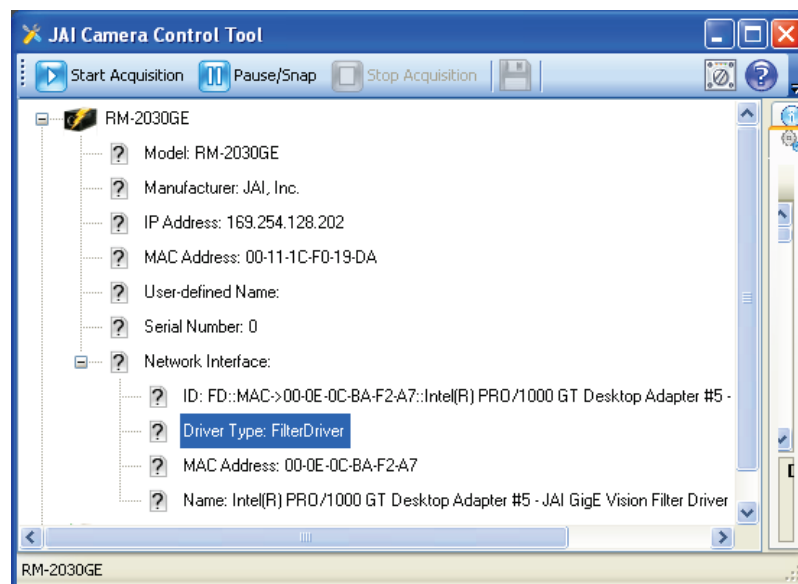 JAI Camera Control Tool
Start Acquisition Pause/Snap Stop Acquisition
RM-2030GE
Model: RM-2030GE
Manufacturer: JAI, Inc.
IP Address: 169.254.128.202
MAC Address: 00-11-1C-F0-19-DA
User-defined Name:
Serial Number: 0
Network Interface:
ID: FD::MAC->00-0E-0C-BA-F2-A7::Intel(R) PRO/1000 GT Desktop Adapter #5 -
Driver Type: FilterDriver
MAC Address: 00-0E-0C-BA-F2-A7
Name: Intel(R) PRO/1000 GT Desktop Adapter #5 - JAI GigE Vision Filter Driver
RM-2030GE